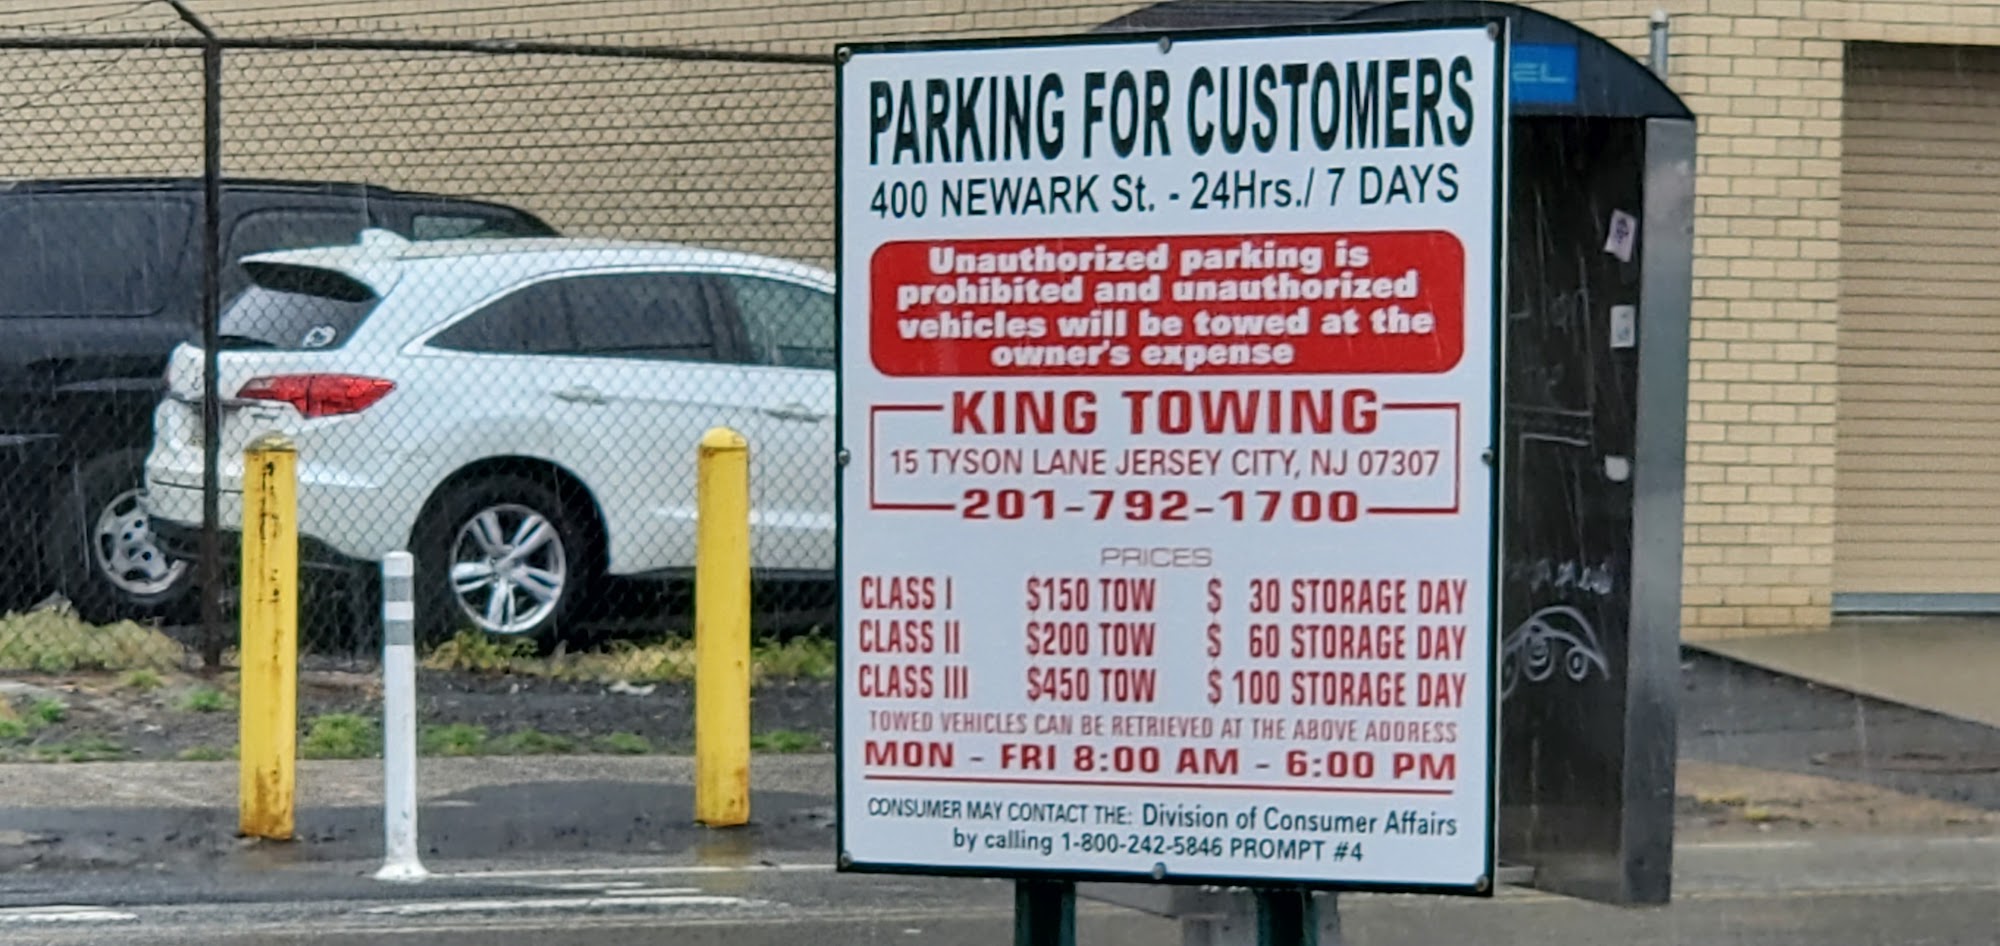 PARKING FOR CUSTOMERS
400 NEWARK St. - 24Hrs./ 7 DAYS
Unauthorized parking is
prohibited and unauthorized
vehicles will be towed at the
owner's expense
KING TOWING
15 TYSON LANE JERSEY CITY, NJ 07307
201-792-1700
PRICES
CLASS I $150 TOW $ 30 STORAGE DAY
CLASS II $200 TOW $ 60 STORAGE DAY
CLASS III $450 TOW $ 100 STORAGE DAY
TOWED VEHICLES CAN BE RETRIEVED AT THE ABOVE ADDRESS
MON - FRI 8:00 AM - 6:00 PM
CONSUMER MAY CONTACT THE: Division of Consumer Affairs
by calling 1-800-242-5846 PROMPT #4